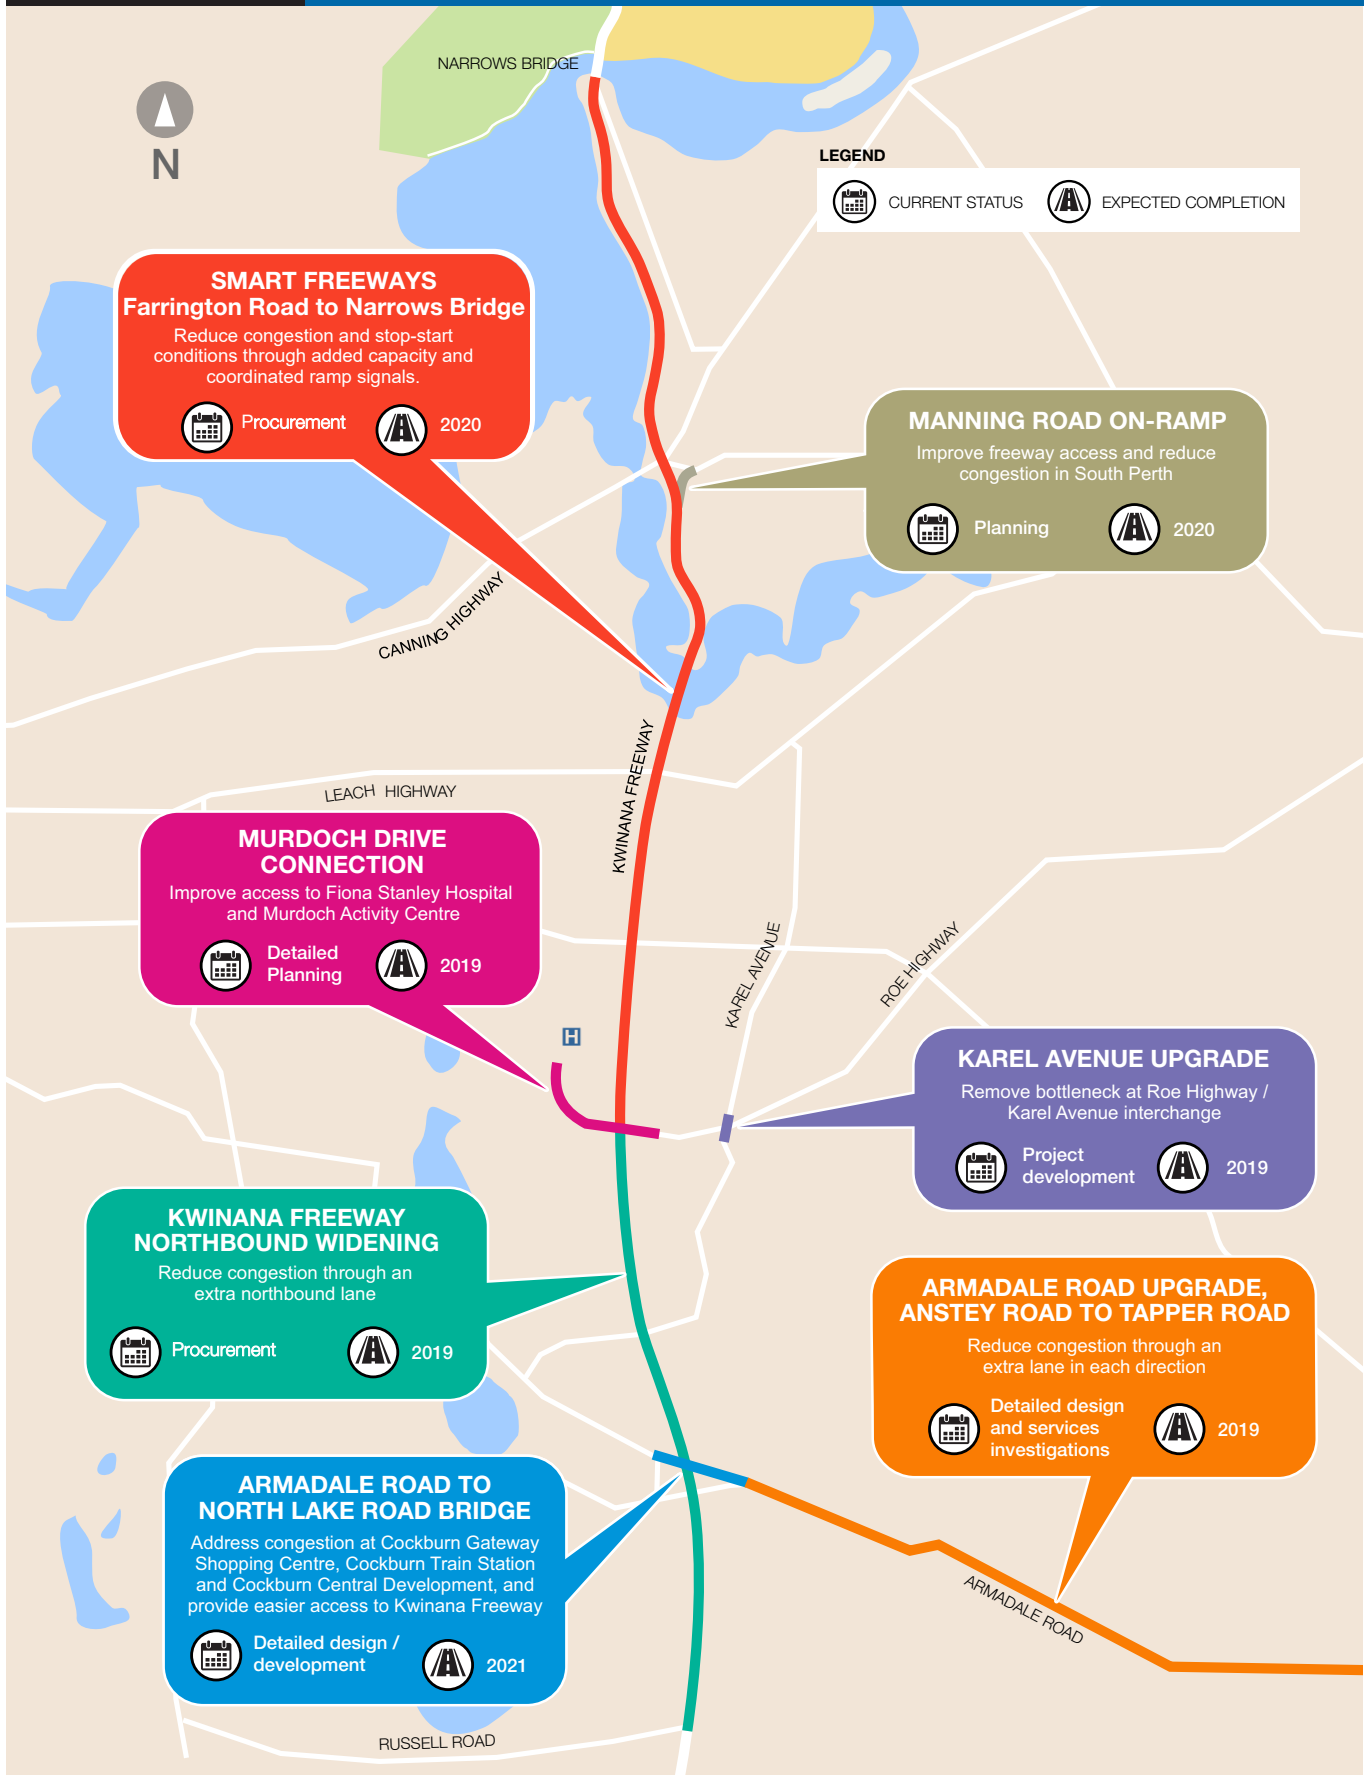 NARROWS BRIDGE
N
LEGEND
CURRENT STATUS
EXPECTED COMPLETION
SMART FREEWAYS
Farrington Road to Narrows Bridge
Reduce congestion and stop-start
conditions through added capacity and
coordinated ramp signals.
Procurement
2020
MANNING ROAD ON-RAMP
Improve freeway access and reduce
congestion in South Perth
Planning
2020
CANNING HIGHWAY
KWINANA FREEWAY
LEACH HIGHWAY
MURDOCH DRIVE
CONNECTION
Improve access to Fiona Stanley Hospital
and Murdoch Activity Centre
Detailed
Planning
2019
KAREL AVENUE
ROE HIGHWAY
H
KAREL AVENUE UPGRADE
Remove bottleneck at Roe Highway /
Karel Avenue interchange
Project
development
2019
KWINANA FREEWAY
NORTHBOUND WIDENING
Reduce congestion through an
extra northbound lane
Procurement
2019
ARMADALE ROAD UPGRADE,
ANSTEY ROAD TO TAPPER ROAD
Reduce congestion through an
extra lane in each direction
Detailed design
and services
investigations
2019
ARMADALE ROAD TO
NORTH LAKE ROAD BRIDGE
Address congestion at Cockburn Gateway
Shopping Centre, Cockburn Train Station
and Cockburn Central Development, and
provide easier access to Kwinana Freeway
Detailed design /
development
2021
ARMADALE ROAD
RUSSELL ROAD